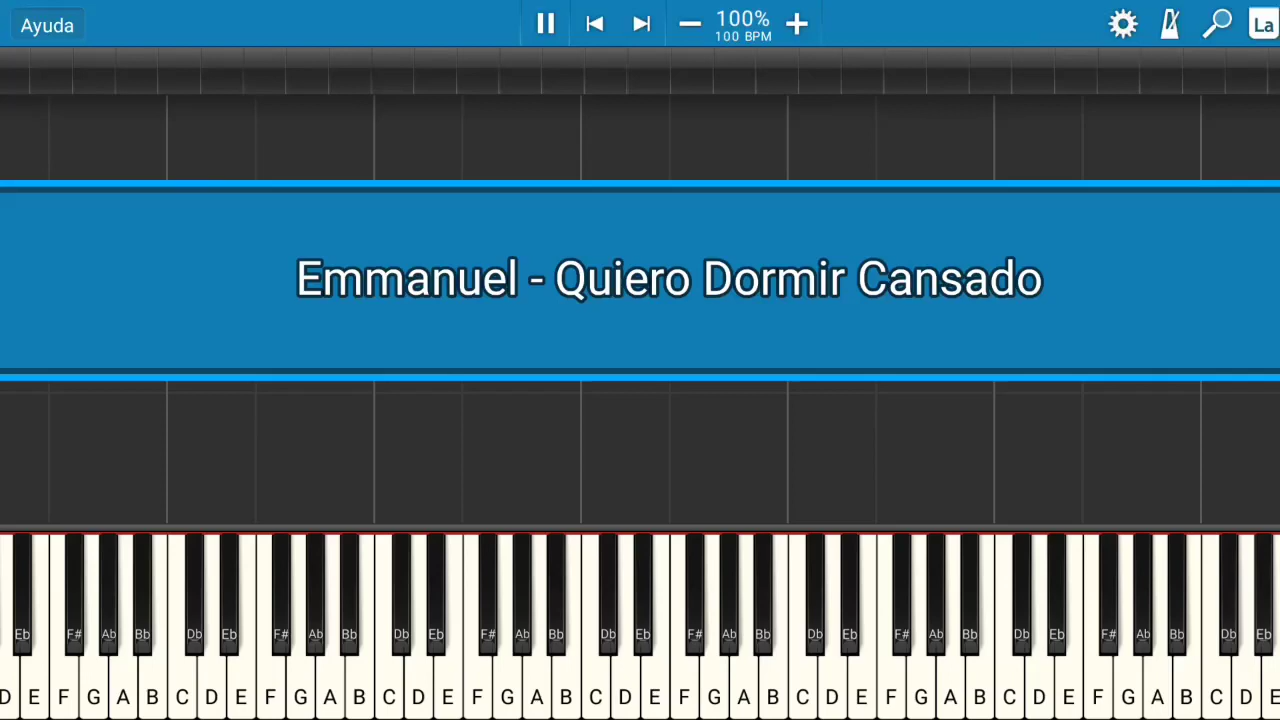 Ayuda
100%
100 BPM
La
Emmanuel - Quiero Dormir Cansado
Eb F# Ab Bb Db Eb F# Ab Bb Db Eb F# Ab Bb Db Eb F# Ab Bb Db Eb F# Ab Bb Db Eb F# Ab Bb Db Eb
D E F G A B C D E F G A B C D E F G A B C D E F G A B C D E F G A B C D E F G A B C D E